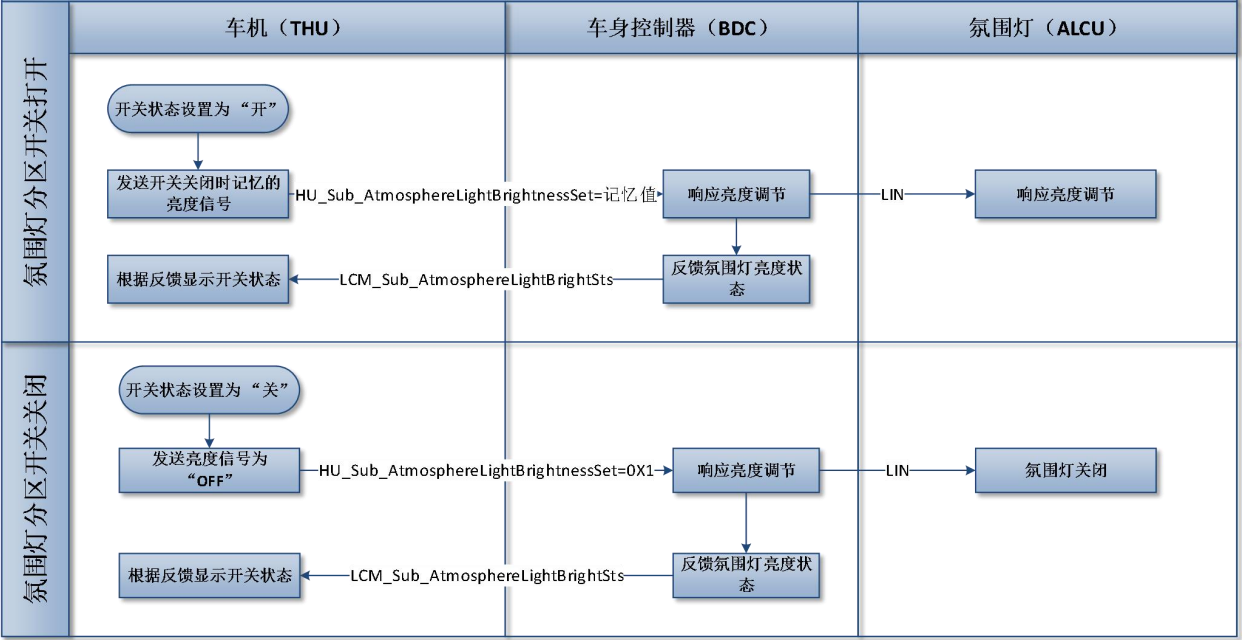 车机（THU）
车身控制器（BDC）
氛围灯（ALCU）
氛围灯分区开关打开
开关状态设置为“开”
发送开关关闭时记忆的
亮度信号
HU_Sub_AtmosphereLightBrightnessSet=记忆值
响应亮度调节
LIN
响应亮度调节
根据反馈显示开关状态
LCM_Sub_AtmosphereLightBrightSts
反馈氛围灯亮度状
态
氛围灯分区开关关闭
开关状态设置为“关”
发送亮度信号为
“OFF”
HU_Sub_AtmosphereLightBrightnessSet=0X1
响应亮度调节
LIN
氛围灯关闭
根据反馈显示开关状态
LCM_Sub_AtmosphereLightBrightSts
反馈氛围灯亮度状
态